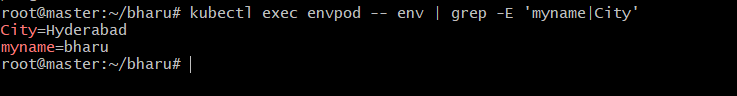 root@master:~/bharu# kubectl exec envpod -- env | grep -E 'myname|City'
City=Hyderabad
myname=bharu
root@master:~/bharu#